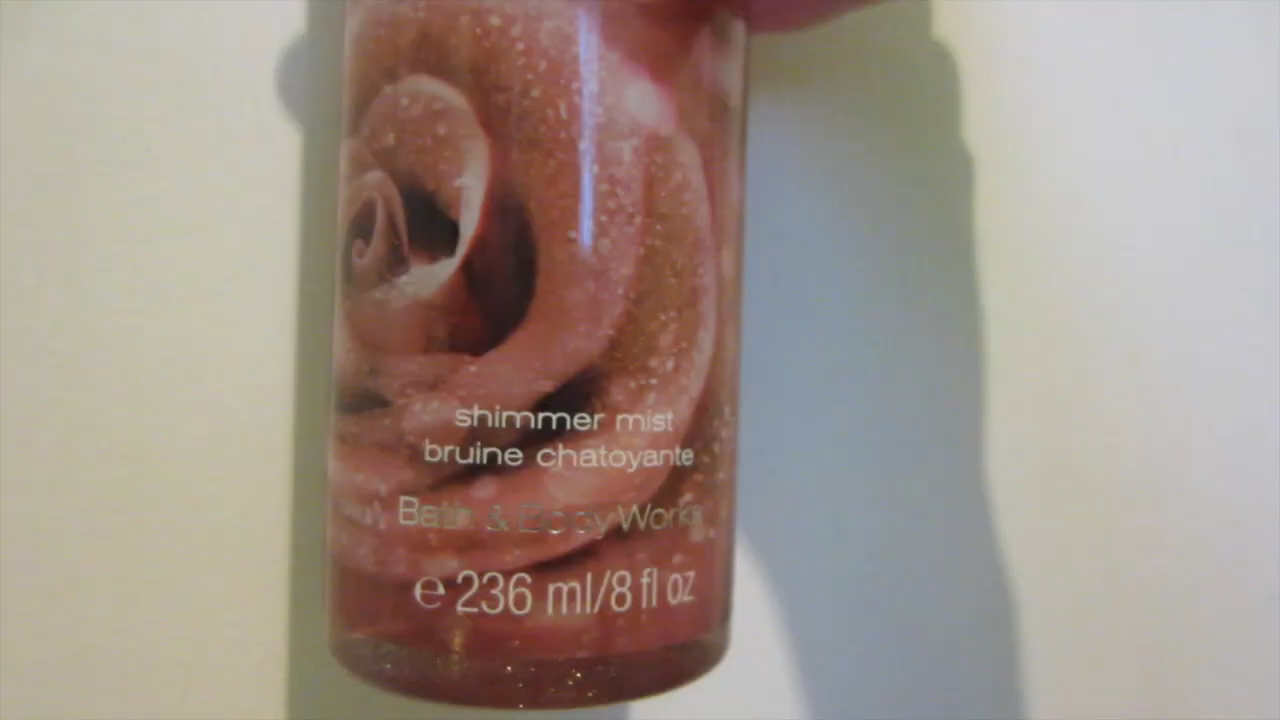 shimmer mist
bruine chatoyante
Bath & Body Works
e 236 ml/8 fl oz